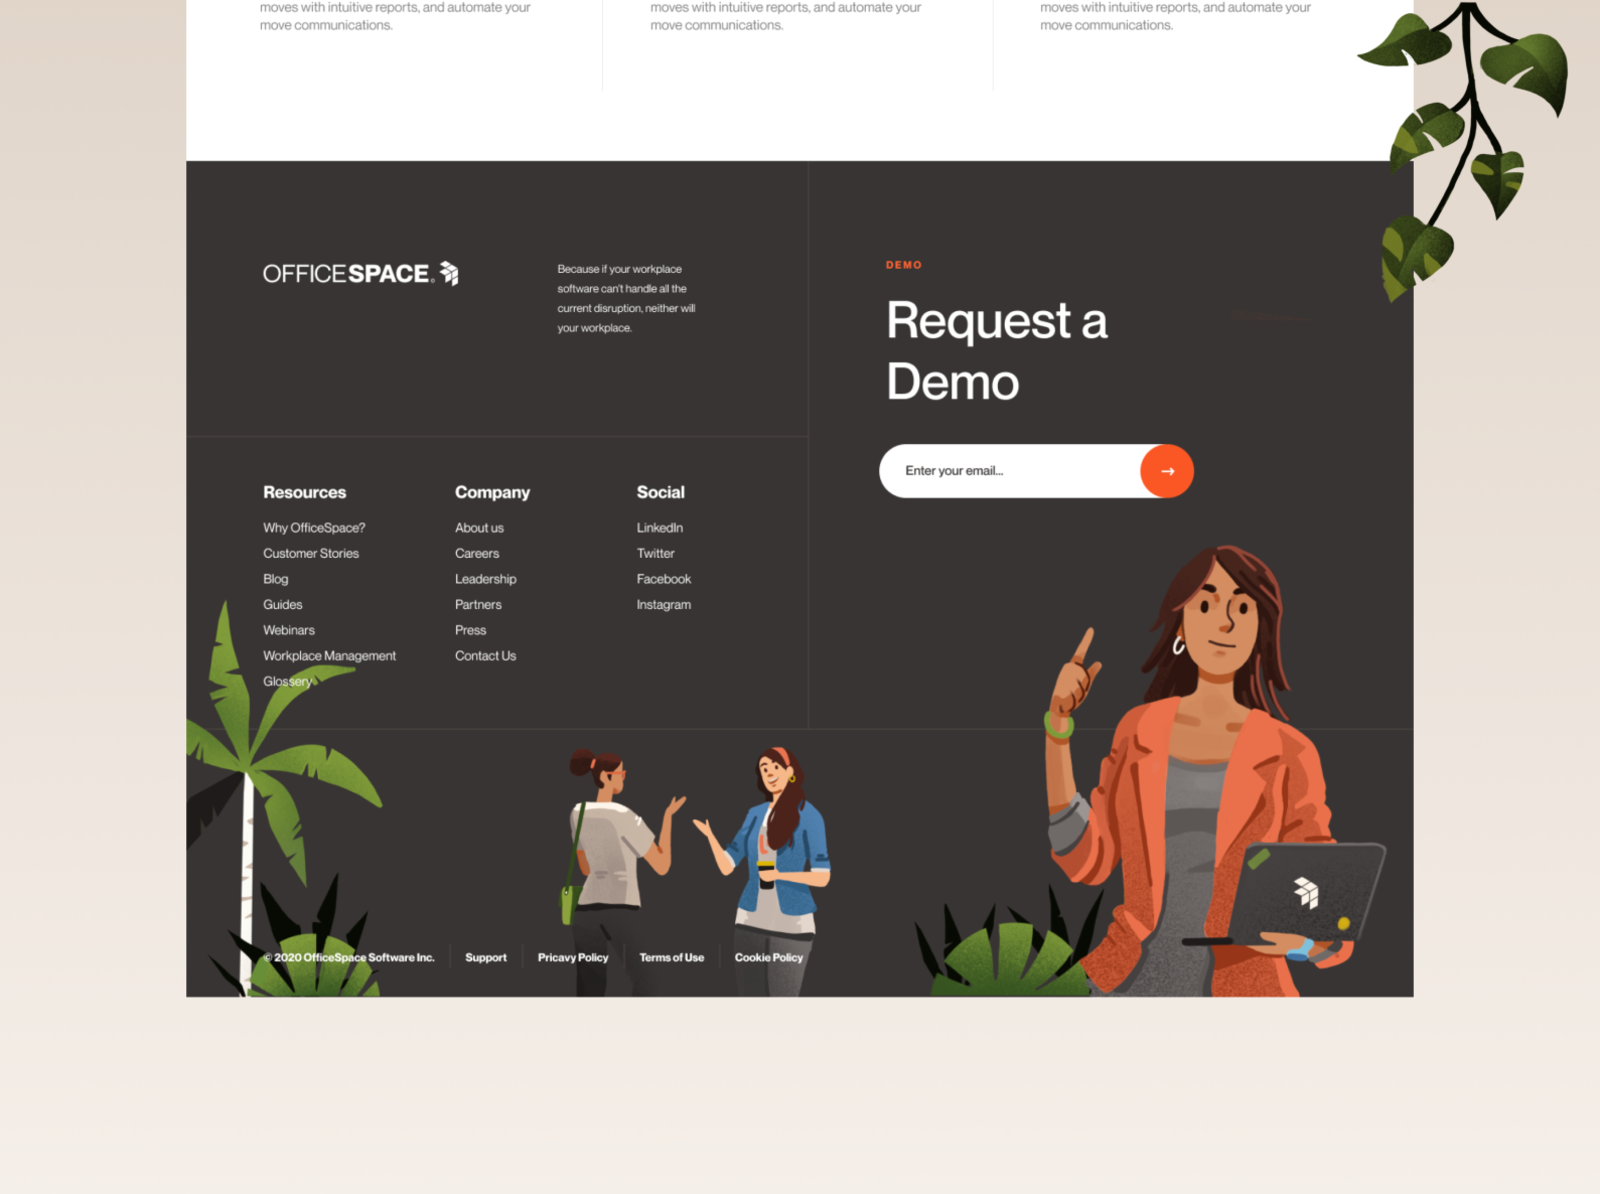 moves with intuitive reports, and automate your
move communications.
moves with intuitive reports, and automate your
move communications.
moves with intuitive reports, and automate your
move communications.
OFFICESPACE®
Because if your workplace
software can't handle all the
current disruption, neither will
your workplace.
DEMO
Request a
Demo
Enter your email...
Resources
Why OfficeSpace?
Customer Stories
Blog
Guides
Webinars
Workplace Management
Glossery
Company
About us
Careers
Leadership
Partners
Press
Contact Us
Social
LinkedIn
Twitter
Facebook
Instagram
© 2020 OfficeSpace Software Inc.
Support
Pricavy Policy
Terms of Use
Cookie Policy